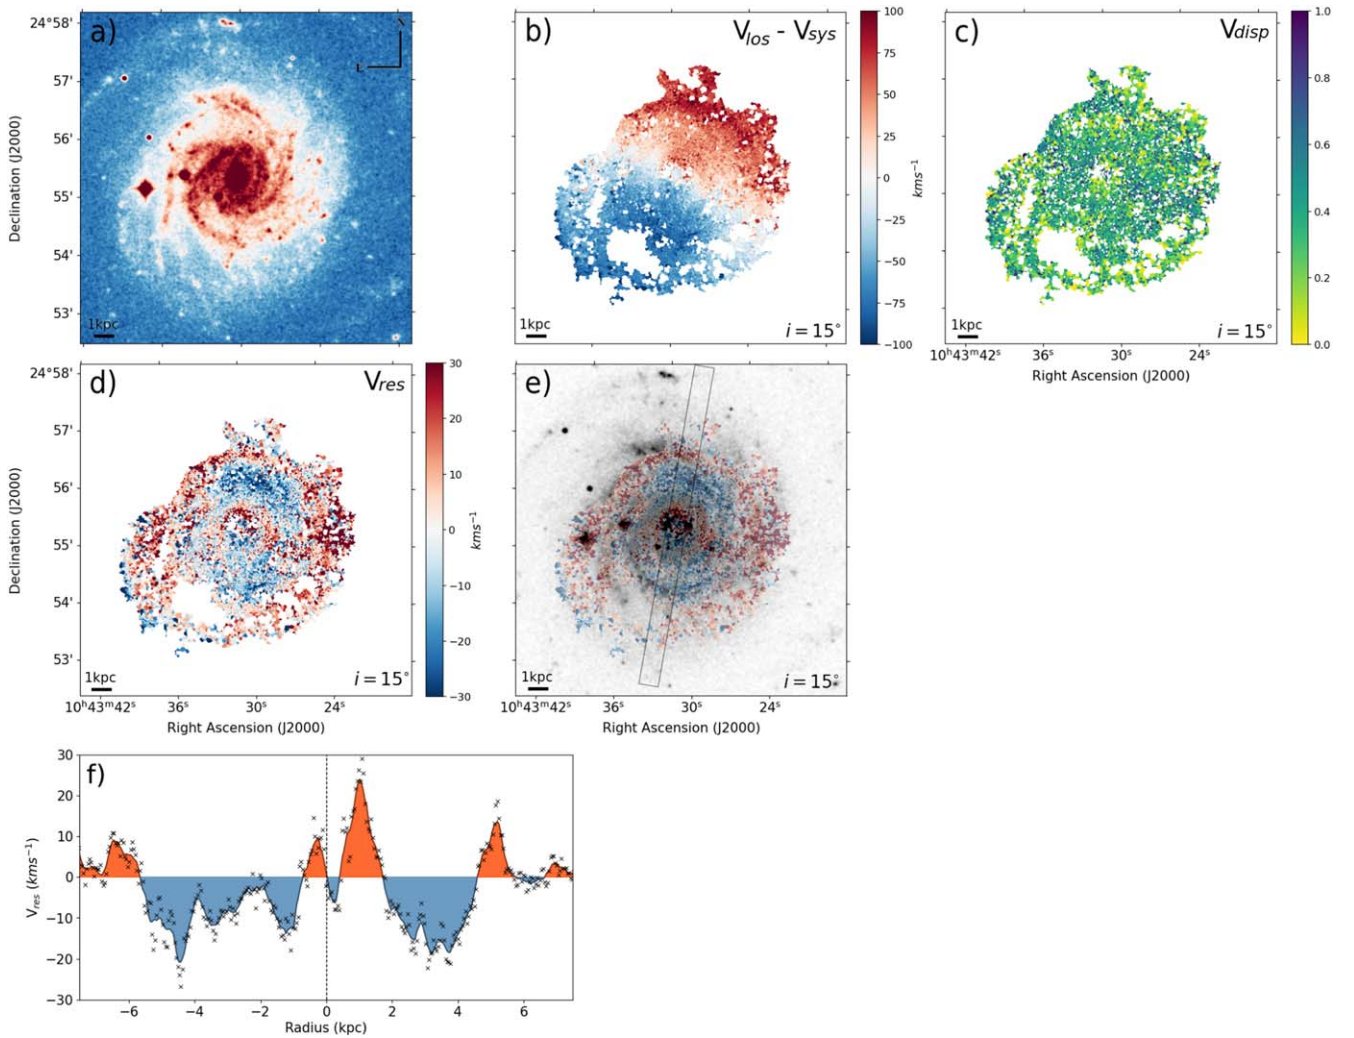 a)
24°58'
57'
56'
55'
54'
53'
Declination (J2000)
1kpc
b)
V_los - V_sys
i = 15°
100
75
50
25
0
−25
−50
−75
−100
kms⁻¹
c)
V_disp
1kpc
i = 15°
1.0
0.8
0.6
0.4
0.2
0.0
10ʰ43ᵐ42ˢ 36ˢ 30ˢ 24ˢ
Right Ascension (J2000)
1kpc
d)
V_res
24°58'
57'
56'
55'
54'
53'
Declination (J2000)
1kpc
i = 15°
30
20
10
0
−10
−20
−30
kms⁻¹
10ʰ43ᵐ42ˢ 36ˢ 30ˢ 24ˢ
Right Ascension (J2000)
e)
1kpc
i = 15°
10ʰ43ᵐ42ˢ 36ˢ 30ˢ 24ˢ
Right Ascension (J2000)
f)
30
20
10
0
−10
−20
−30
V_res (kms⁻¹)
−6 −4 −2 0 2 4 6
Radius (kpc)